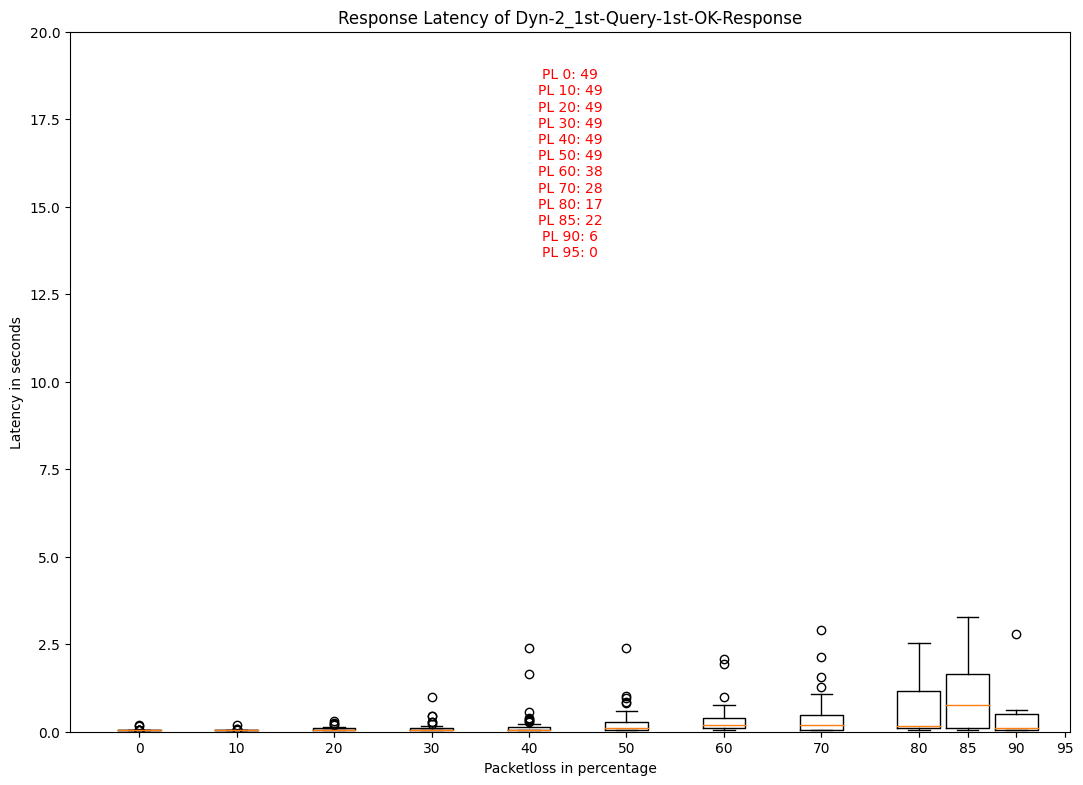 Response Latency of Dyn-2_1st-Query-1st-OK-Response
20.0
17.5
15.0
12.5
10.0
7.5
5.0
2.5
0.0
Latency in seconds
PL 0: 49
PL 10: 49
PL 20: 49
PL 30: 49
PL 40: 49
PL 50: 49
PL 60: 38
PL 70: 28
PL 80: 17
PL 85: 22
PL 90: 6
PL 95: 0
0 10 20 30 40 50 60 70 80 85 90 95
Packetloss in percentage